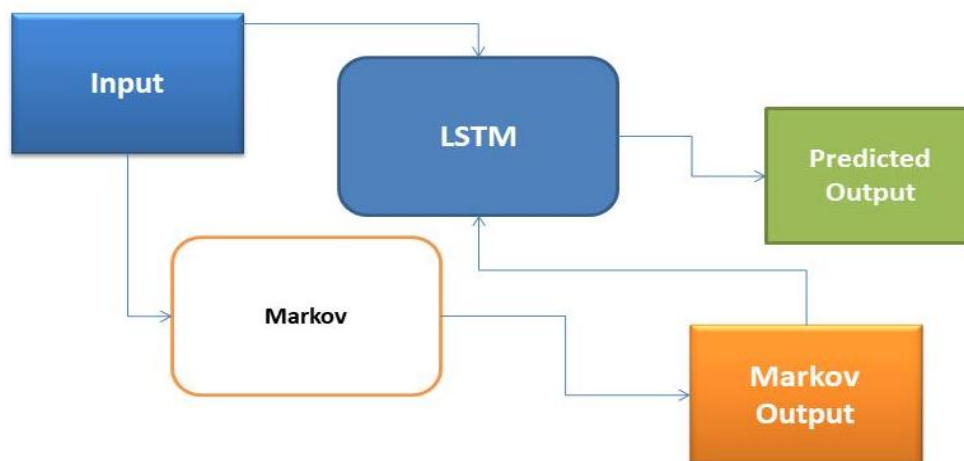 Input
LSTM
Predicted
Output
Markov
Markov
Output